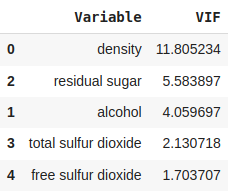 Variable VIF
0 density 11.805234
2 residual sugar 5.583897
1 alcohol 4.059697
3 total sulfur dioxide 2.130718
4 free sulfur dioxide 1.703707